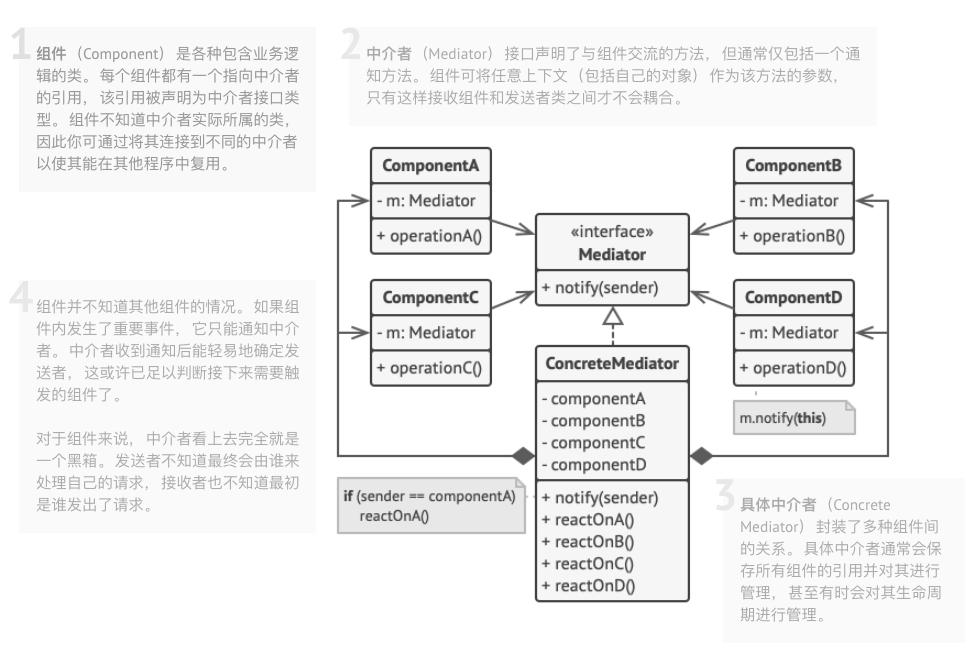 1
组件（Component）是各种包含业务逻
辑的类。每个组件都有一个指向中介者
的引用，该引用被声明为中介者接口类
型。组件不知道中介者实际所属的类，
因此你可通过将其连接到不同的中介者
以使其能在其他程序中复用。
2
中介者（Mediator）接口声明了与组件交流的方法，但通常仅包括一个通
知方法。组件可将任意上下文（包括自己的对象）作为该方法的参数，
只有这样接收组件和发送者类之间才不会耦合。
ComponentA
- m: Mediator
+ operationA()
ComponentB
- m: Mediator
+ operationB()
«interface»
Mediator
+ notify(sender)
ComponentC
- m: Mediator
+ operationC()
ComponentD
- m: Mediator
+ operationD()
m.notify(this)
ConcreteMediator
- componentA
- componentB
- componentC
- componentD
+ notify(sender)
+ reactOnA()
+ reactOnB()
+ reactOnC()
+ reactOnD()
if (sender == componentA)
reactOnA()
3
具体中介者（Concrete
Mediator）封装了多种组件间
的关系。具体中介者通常会保
存所有组件的引用并对其进行
管理，甚至有时会对其生命周
期进行管理。
4
组件并不知道其他组件的情况。如果组
件内发生了重要事件，它只能通知中介
者。中介者收到通知后能轻易地确定发
送者，这或许已足以判断接下来需要触
发的组件了。
对于组件来说，中介者看上去完全就是
一个黑箱。发送者不知道最终会由谁来
处理自己的请求，接收者也不知道最初
是谁发出了请求。